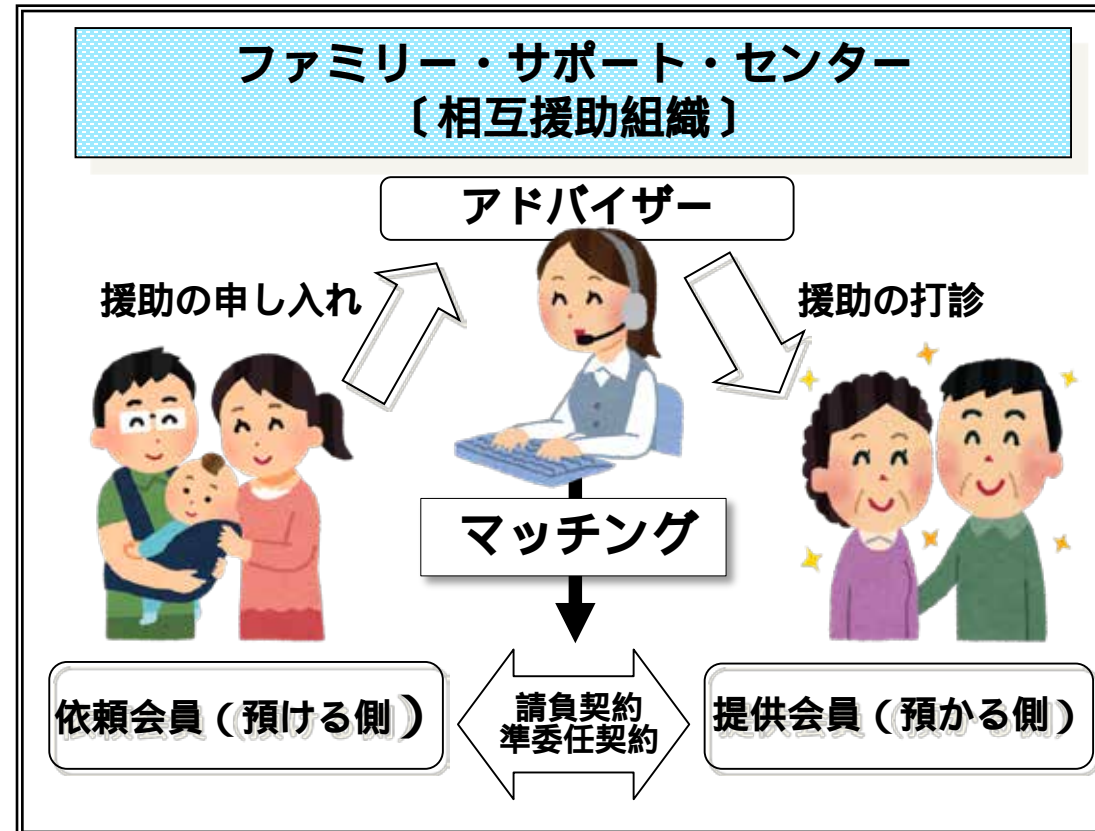 ファミリー・サポート・センター
〔相互援助組織〕
アドバイザー
援助の申し入れ
援助の打診
マッチング
依頼会員(預ける側)
請負契約
準委任契約
提供会員(預かる側)